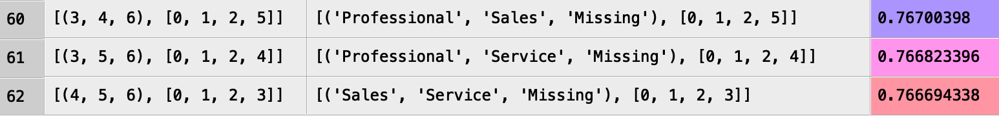 60 [(3, 4, 6), [0, 1, 2, 5]] [('Professional', 'Sales', 'Missing'), [0, 1, 2, 5]] 0.76700398
61 [(3, 5, 6), [0, 1, 2, 4]] [('Professional', 'Service', 'Missing'), [0, 1, 2, 4]] 0.766823396
62 [(4, 5, 6), [0, 1, 2, 3]] [('Sales', 'Service', 'Missing'), [0, 1, 2, 3]] 0.766694338